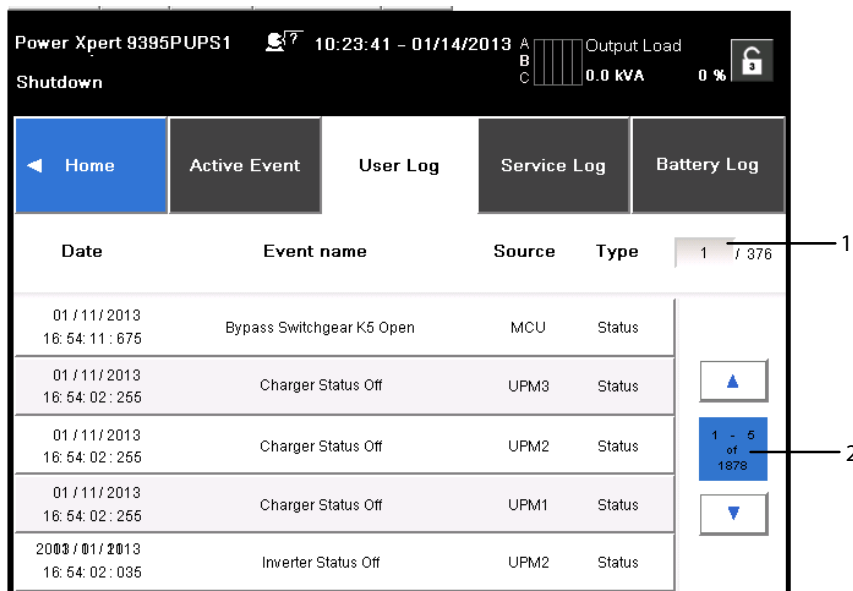 Power Xpert 9395PUPS1 ? 10:23:41 - 01/14/2013 A Output Load
B
C 0.0 kVA 0 % 3
Shutdown
Home Active Event User Log Service Log Battery Log
Date Event name Source Type 1 / 376 1
01/11/2013
16:54:11:675 Bypass Switchgear K5 Open MCU Status
01/11/2013
16:54:02:255 Charger Status Off UPM3 Status
01/11/2013
16:54:02:255 Charger Status Off UPM2 Status
1 - 5
of
1878
2
01/11/2013
16:54:02:255 Charger Status Off UPM1 Status
16:54:02:035 Inverter Status Off UPM2 Status